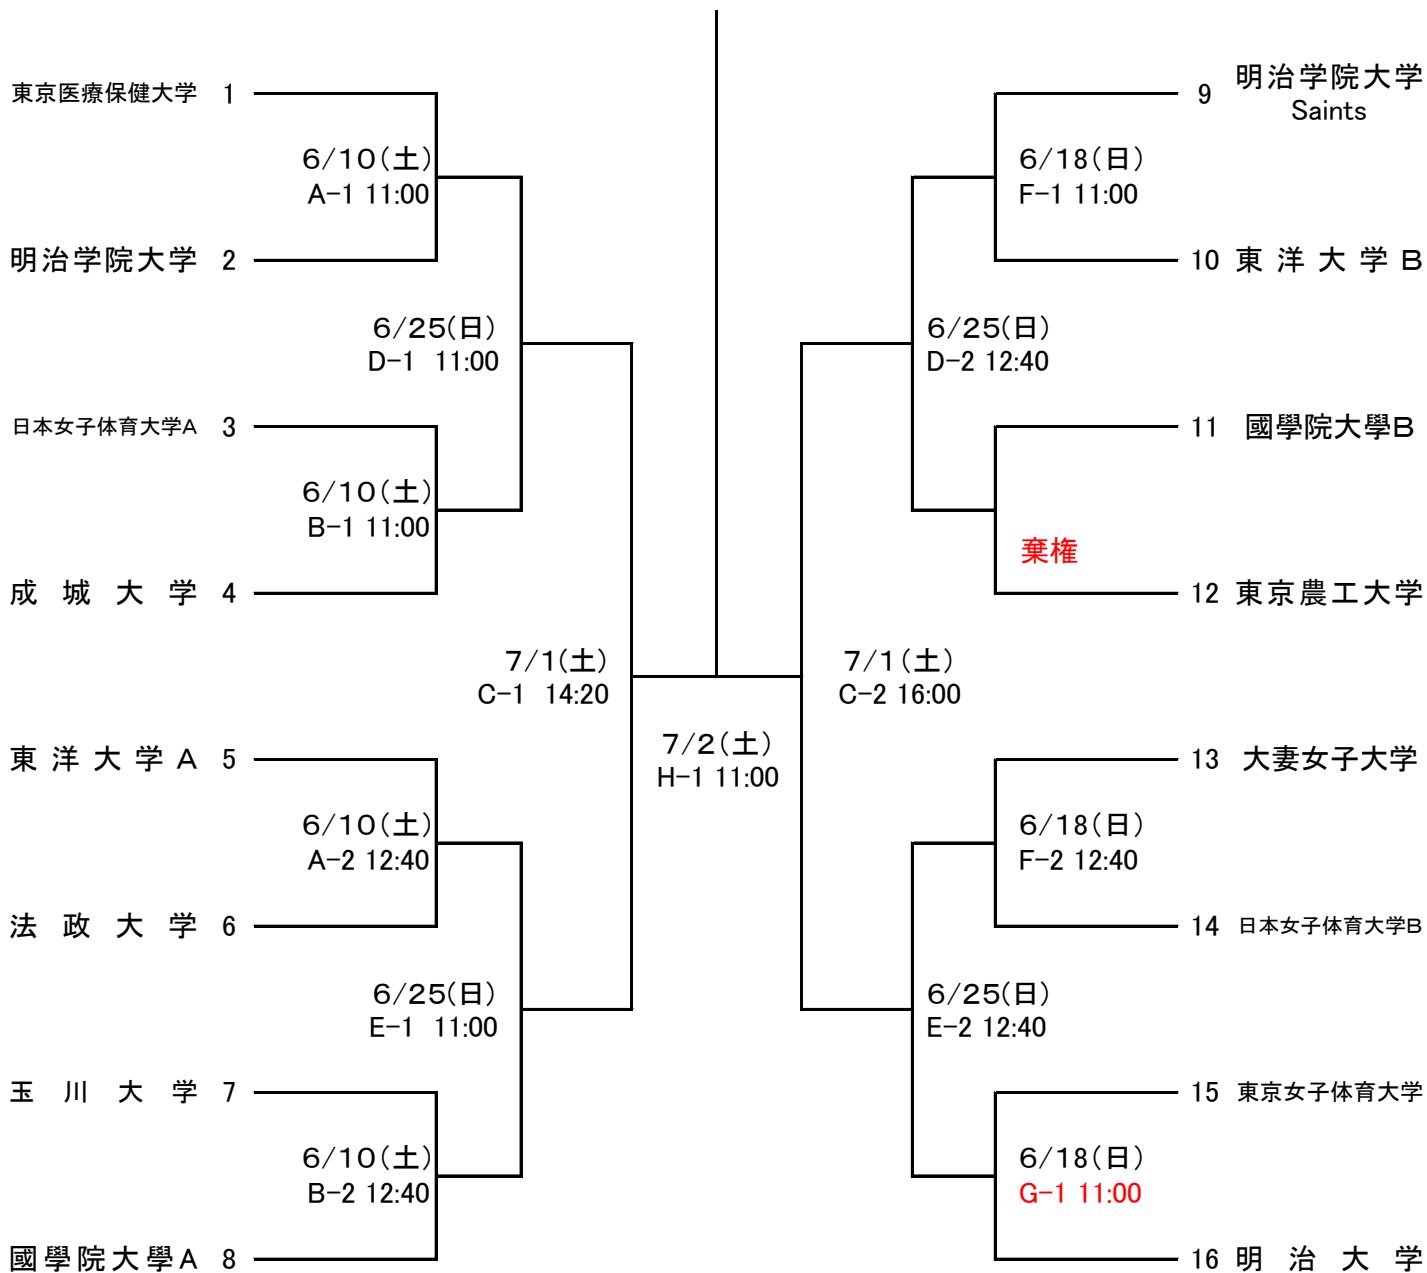 東京医療保健大学 1
6/10(土)
A-1 11:00
明治学院大学 2
6/25(日)
D-1 11:00
日本女子体育大学A 3
6/10(土)
B-1 11:00
成城大学 4
7/1(土)
C-1 14:20
東洋大学A 5
6/10(土)
A-2 12:40
法政大学 6
6/25(日)
E-1 11:00
玉川大学 7
6/10(土)
B-2 12:40
國學院大學A 8
7/2(土)
H-1 11:00
9 明治学院大学
Saints
6/18(日)
F-1 11:00
10 東洋大学B
6/25(日)
D-2 12:40
11 國學院大學B
棄権
12 東京農工大学
7/1(土)
C-2 16:00
13 大妻女子大学
6/18(日)
F-2 12:40
14 日本女子体育大学B
6/25(日)
E-2 12:40
15 東京女子体育大学
6/18(日)
G-1 11:00
16 明治大学